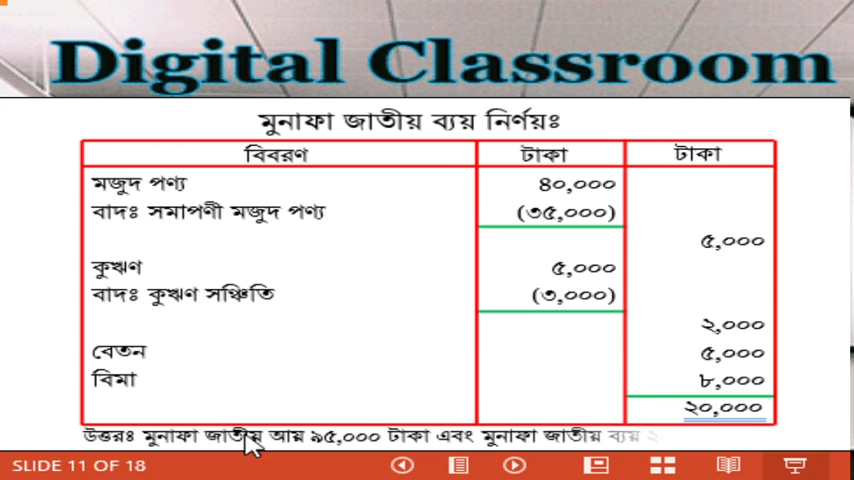 Digital Classroom
মুনাফা জাতীয় ব্যয় নির্ণয়ঃ
বিবরণ টাকা টাকা
মজুদ পণ্য ৪০,০০০
বাদঃ সমাপণী মজুদ পণ্য (৩৫,০০০)
৫,০০০
কুঋণ ৫,০০০
বাদঃ কুঋণ সঞ্চিতি (৩,০০০)
২,০০০
বেতন ৫,০০০
বিমা ৮,০০০
২০,০০০
উত্তরঃ মুনাফা জাতীয় আয় ৯৫,০০০ টাকা এবং মুনাফা জাতীয় ব্যয়
SLIDE 11 OF 18